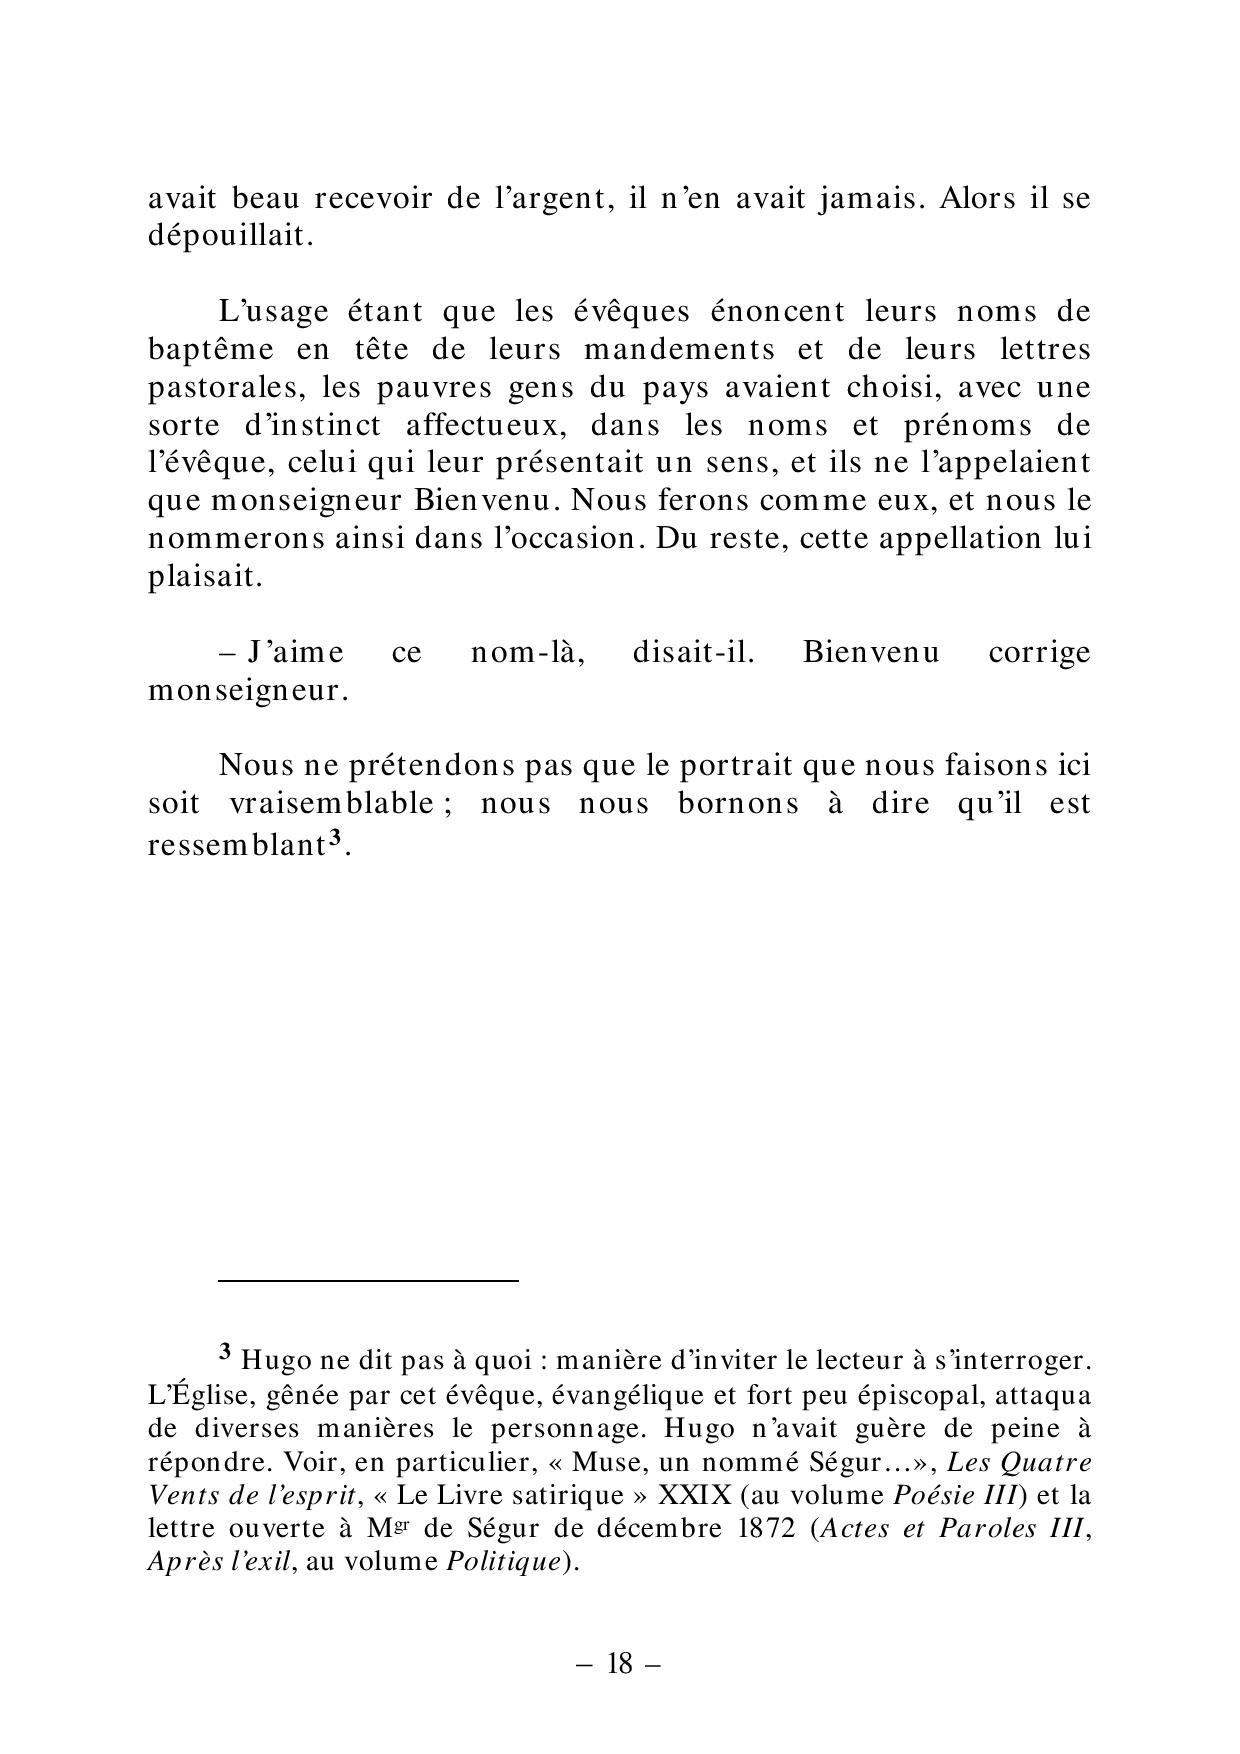 avait beau recevoir de l’argent, il n’en avait jamais. Alors il se
dépouillait.
L’usage étant que les évêques énoncent leurs noms de
baptême en tête de leurs mandements et de leurs lettres
pastorales, les pauvres gens du pays avaient choisi, avec une
sorte d’instinct affectueux, dans les noms et prénoms de
l’évêque, celui qui leur présentait un sens, et ils ne l’appelaient
que monseigneur Bienvenu. Nous ferons comme eux, et nous le
nommerons ainsi dans l’occasion. Du reste, cette appellation lui
plaisait.
– J’aime ce nom-là, disait-il. Bienvenu corrige
monseigneur.
Nous ne prétendons pas que le portrait que nous faisons ici
soit vraisemblable ; nous nous bornons à dire qu’il est
ressemblant³.
³ Hugo ne dit pas à quoi : manière d’inviter le lecteur à s’interroger.
L’Église, gênée par cet évêque, évangélique et fort peu épiscopal, attaqua
de diverses manières le personnage. Hugo n’avait guère de peine à
répondre. Voir, en particulier, « Muse, un nommé Ségur…», Les Quatre
Vents de l’esprit, « Le Livre satirique » XXIX (au volume Poésie III) et la
lettre ouverte à Mgr de Ségur de décembre 1872 (Actes et Paroles III,
Après l’exil, au volume Politique).
– 18 –